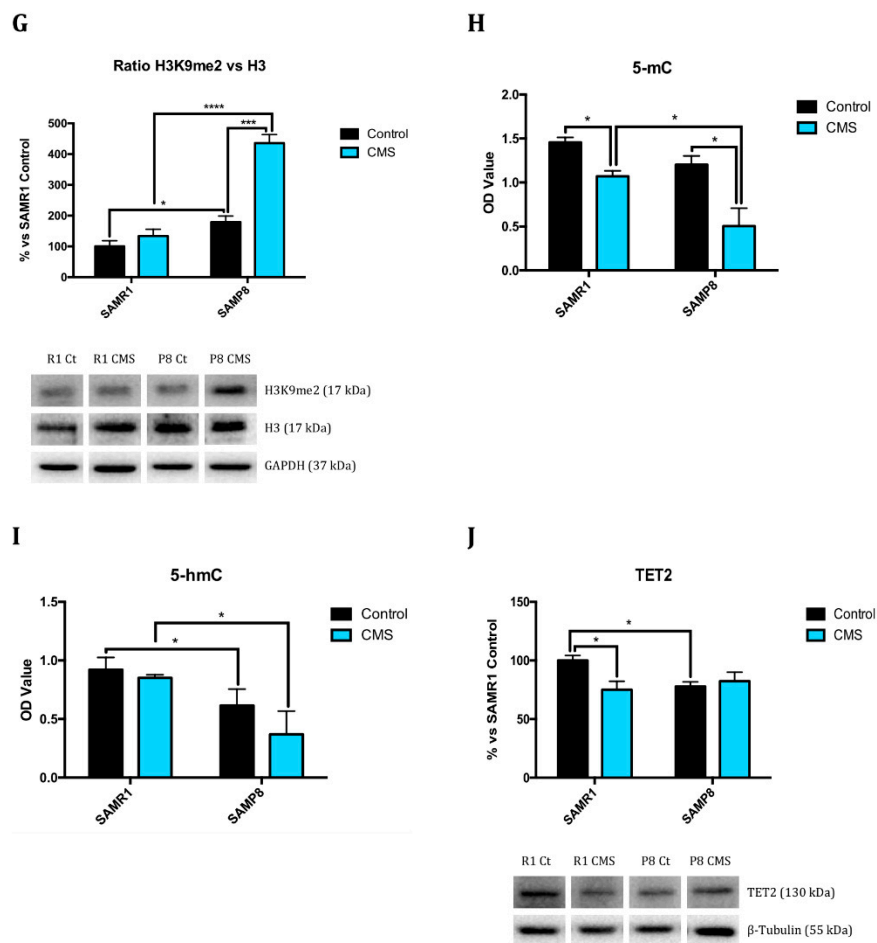 G
Ratio H3K9me2 vs H3
% vs SAMR1 Control
500
400
300
200
100
0
****
***
*
Control
CMS
SAMR1
SAMP8
R1 Ct R1 CMS P8 Ct P8 CMS
H3K9me2 (17 kDa)
H3 (17 kDa)
GAPDH (37 kDa)
H
5-mC
OD Value
2.0
1.5
1.0
0.5
0.0
*
*
*
Control
CMS
SAMR1
SAMP8
I
5-hmC
OD Value
1.5
1.0
0.5
0.0
*
*
Control
CMS
SAMR1
SAMP8
J
TET2
% vs SAMR1 Control
150
100
50
0
*
*
Control
CMS
SAMR1
SAMP8
R1 Ct R1 CMS P8 Ct P8 CMS
TET2 (130 kDa)
β-Tubulin (55 kDa)